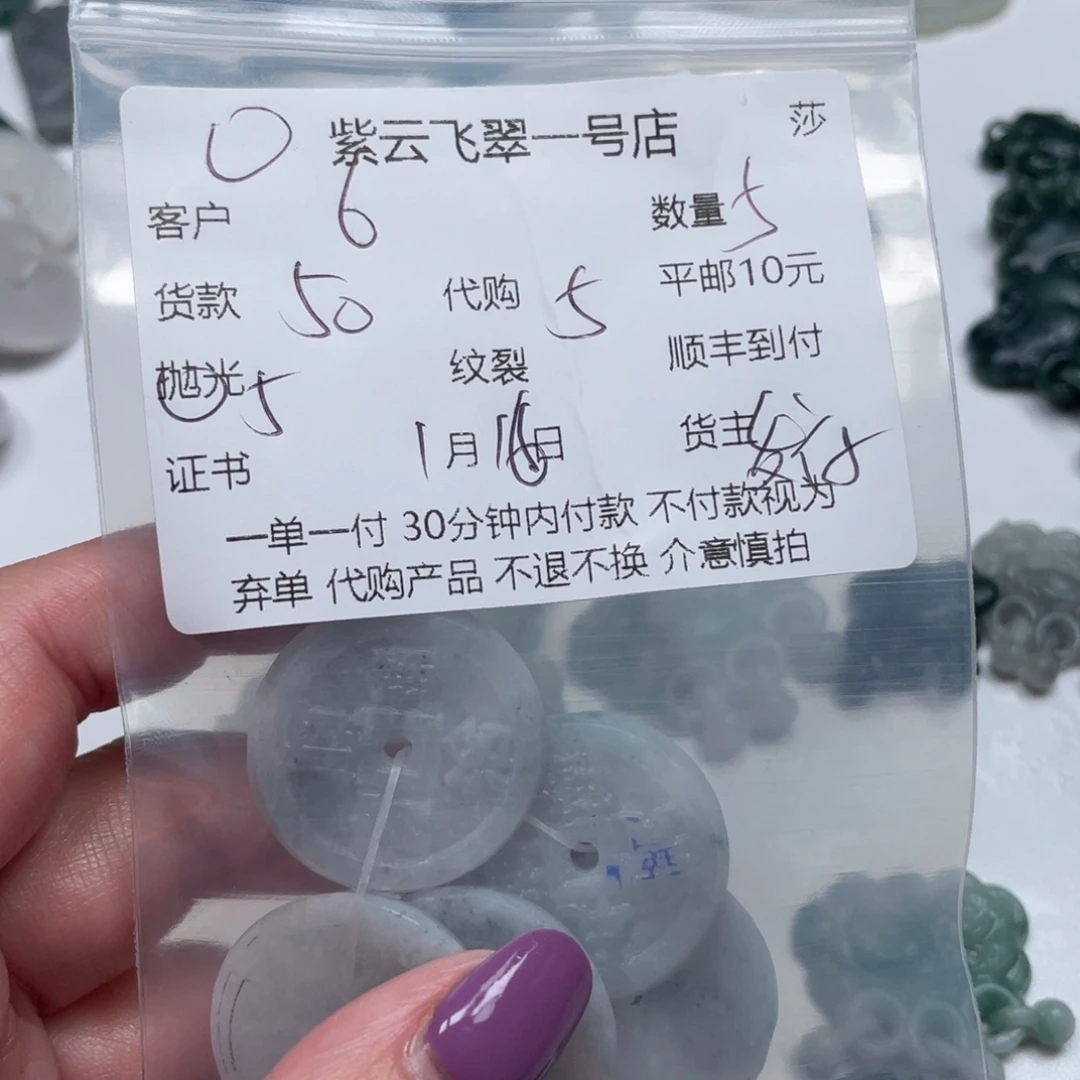 O 紫云飞翠一号店 莎
客户 6 数量 5
货款 50 代购 5 平邮10元
抛光 5 纹裂 顺丰到付
证书 1月16日 货主
一单一付 30分钟内付款 不付款视为
弃单 代购产品 不退不换 介意慎拍